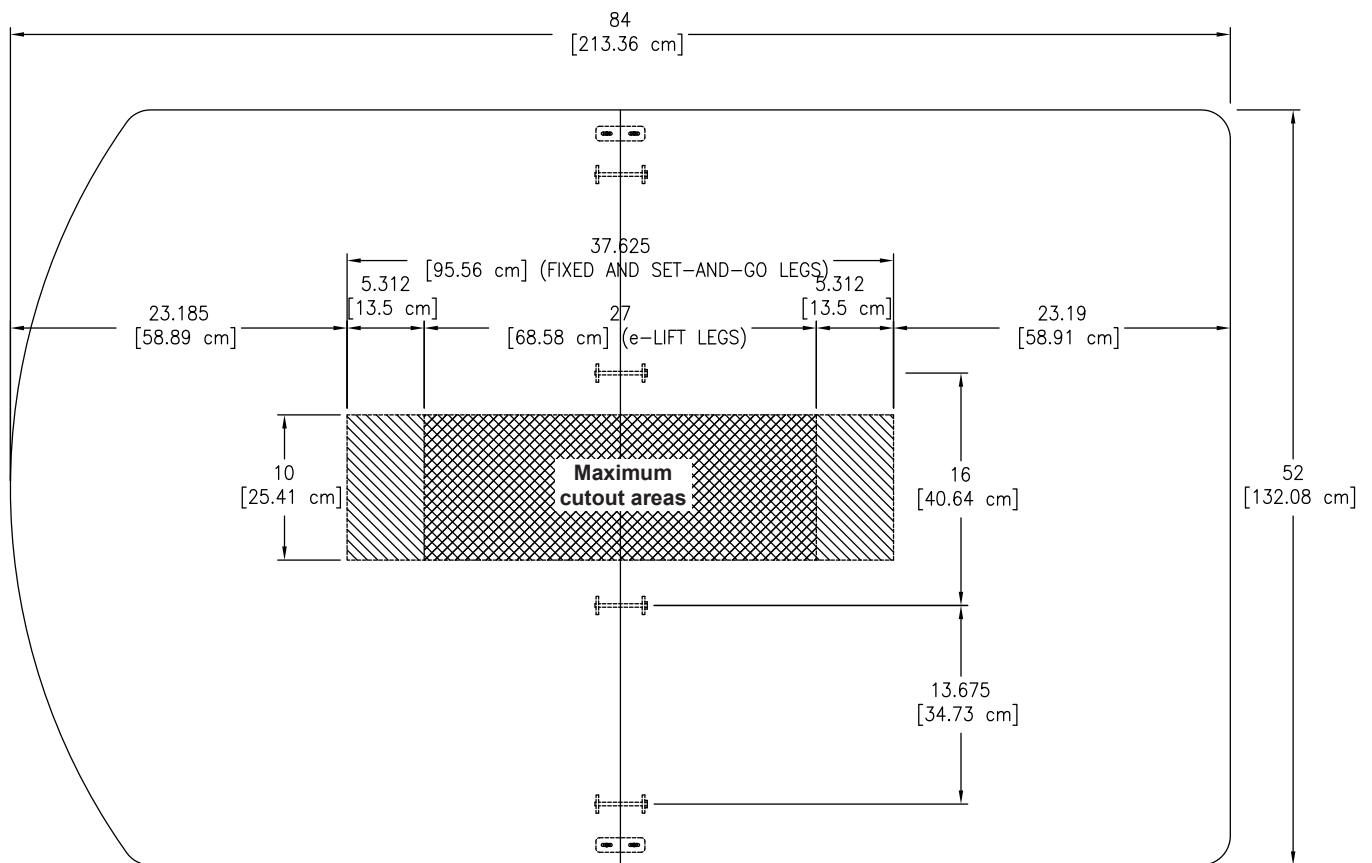 84
[213.36 cm]
37.625
[95.56 cm] (FIXED AND SET-AND-GO LEGS)
5.312
[13.5 cm]
5.312
[13.5 cm]
23.185
[58.89 cm]
27
[68.58 cm] (e-LIFT LEGS)
23.19
[58.91 cm]
10
[25.41 cm]
Maximum
cutout areas
16
[40.64 cm]
52
[132.08 cm]
13.675
[34.73 cm]